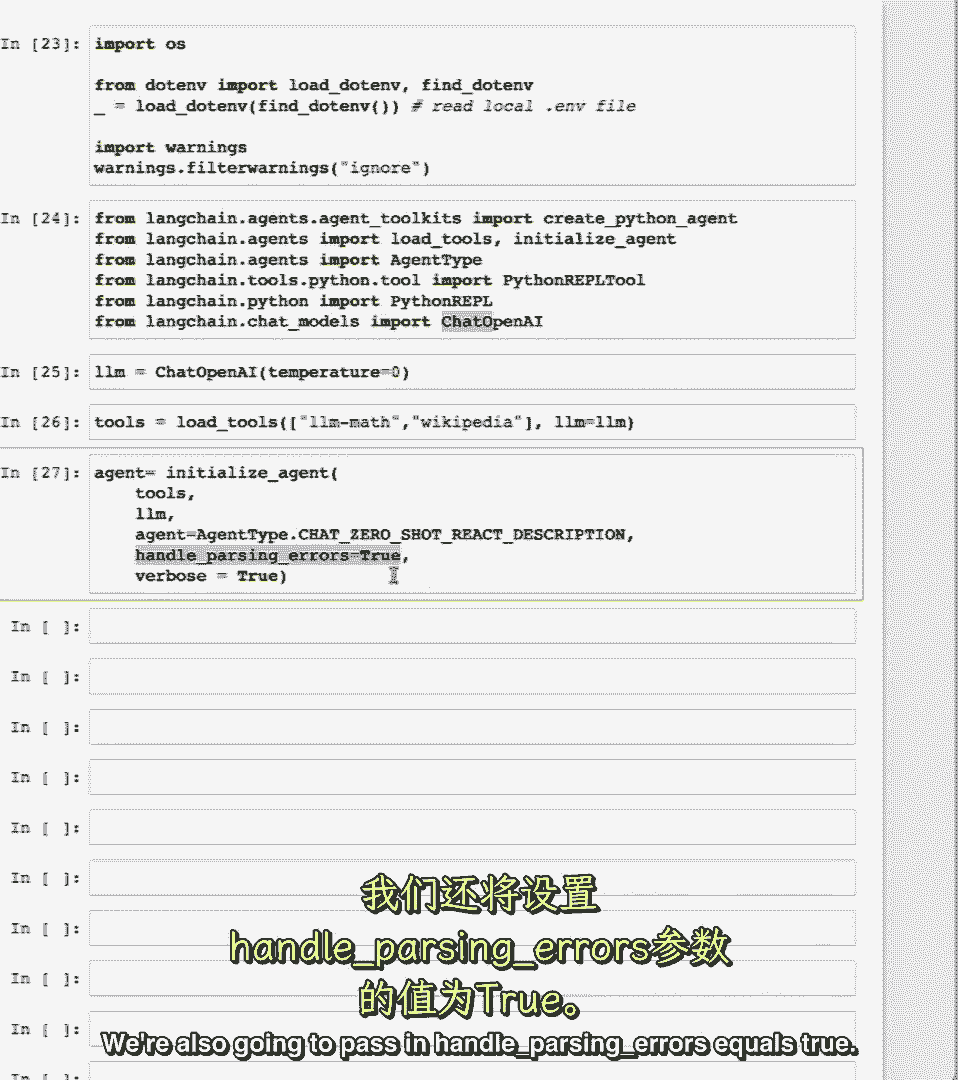 In [23]: import os
from dotenv import load_dotenv, find_dotenv
_ = load_dotenv(find_dotenv()) # read local .env file
import warnings
warnings.filterwarnings("ignore")
In [24]: from langchain.agents.agent_toolkits import create_python_agent
from langchain.agents import load_tools, initialize_agent
from langchain.agents import AgentType
from langchain.tools.python.tool import PythonREPLTool
from langchain.python import PythonREPL
from langchain.chat_models import ChatOpenAI
In [25]: llm = ChatOpenAI(temperature=0)
In [26]: tools = load_tools(["llm-math","wikipedia"], llm=llm)
In [27]: agent= initialize_agent(
tools,
llm,
agent=AgentType.CHAT_ZERO_SHOT_REACT_DESCRIPTION,
handle_parsing_errors=True,
verbose = True)
In [ ]:
In [ ]:
In [ ]:
In [ ]:
In [ ]:
In [ ]:
我们还将设置
In [ ]:
handle_parsing_errors参数
In [ ]:
的值为True。
In [ ]:
We're also going to pass in handle_parsing_errors equals true.
In [ ]: